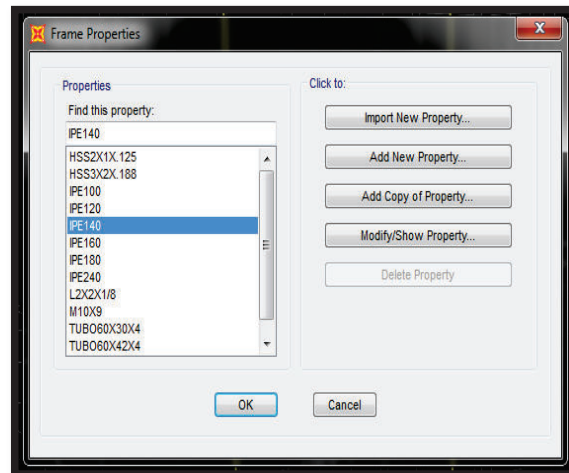 Frame Properties
Properties
Find this property:
IPE140
HSS2X1X.125
HSS3X2X.188
IPE100
IPE120
IPE140
IPE160
IPE180
IPE240
L2X2X1/8
M10X9
TUBO60X30X4
TUBO60X42X4
Click to:
Import New Property...
Add New Property...
Add Copy of Property...
Modify/Show Property...
Delete Property
OK
Cancel